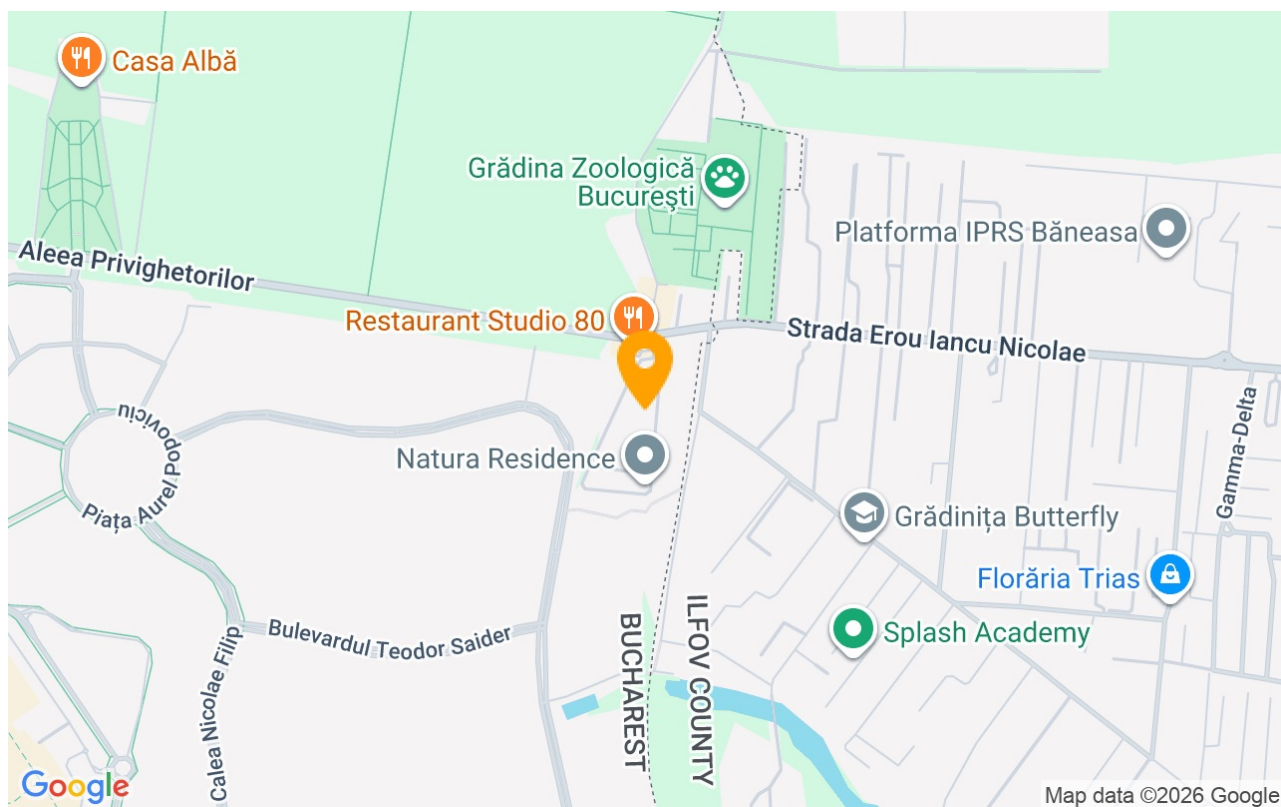 Casa Albă
Grădina Zoologică
București
Platforma IPRS Băneasa
Aleea Privighetorilor
Restaurant Studio 80
Strada Erou Iancu Nicolae
Piața Aurel Popoviciu
Gamma-Delta
Natura Residence
Grădinița Butterfly
Florăria Trias
Bulevardul Teodor Saider
Splash Academy
Calea Nicolae Filip
BUCHAREST
ILFOV COUNTY
Google
Map data ©2026 Google